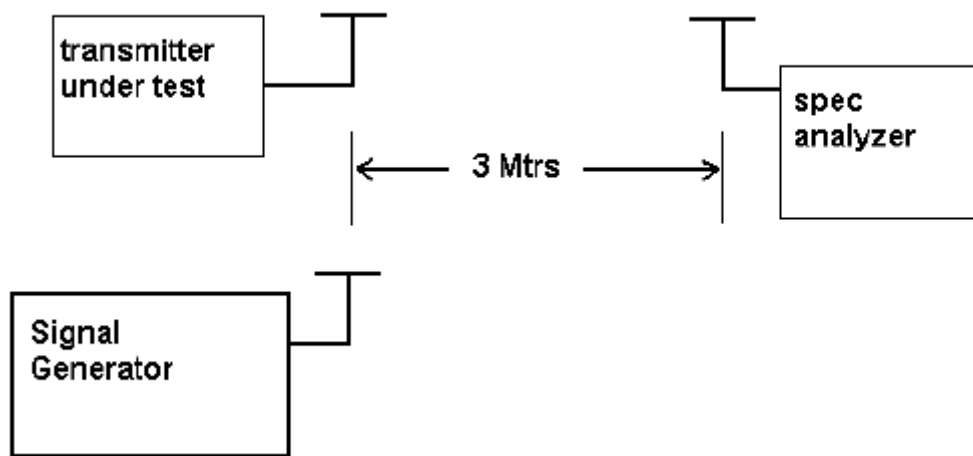 transmitter
under test
spec
analyzer
3 Mtrs
Signal
Generator